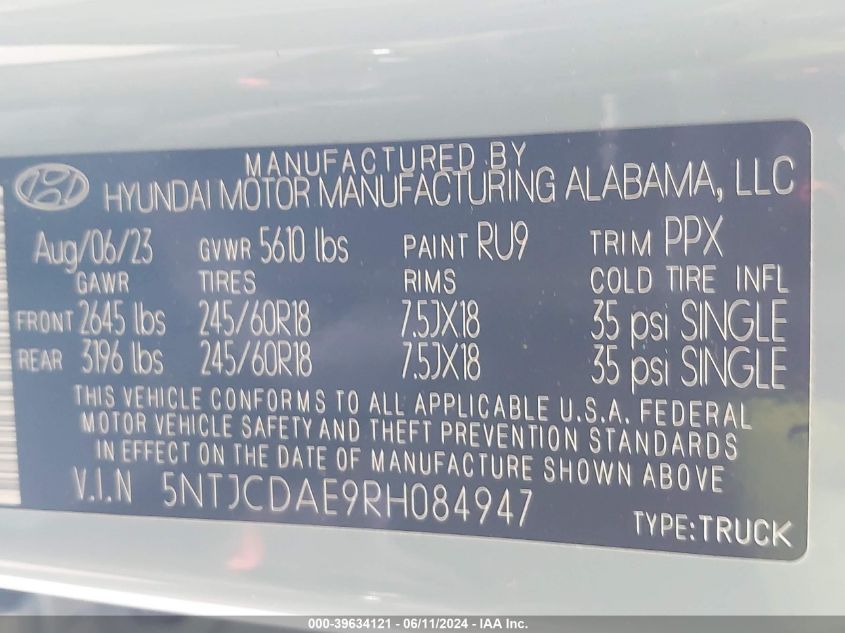 MANUFACTURED BY
HYUNDAI MOTOR MANUFACTURING ALABAMA, LLC
Aug/06/23 GVWR 5610 lbs PAINT RU9 TRIM PPX
GAWR TIRES RIMS COLD TIRE INFL
FRONT 2645 lbs 245/60R18 7.5JX18 35 psi SINGLE
REAR 3196 lbs 245/60R18 7.5JX18 35 psi SINGLE
THIS VEHICLE CONFORMS TO ALL APPLICABLE U.S.A. FEDERAL
MOTOR VEHICLE SAFETY AND THEFT PREVENTION STANDARDS
IN EFFECT ON THE DATE OF MANUFACTURE SHOWN ABOVE
V.I.N 5NTJCDAE9RH084947
TYPE:TRUCK
000-39634121 - 06/11/2024 - IAA Inc.